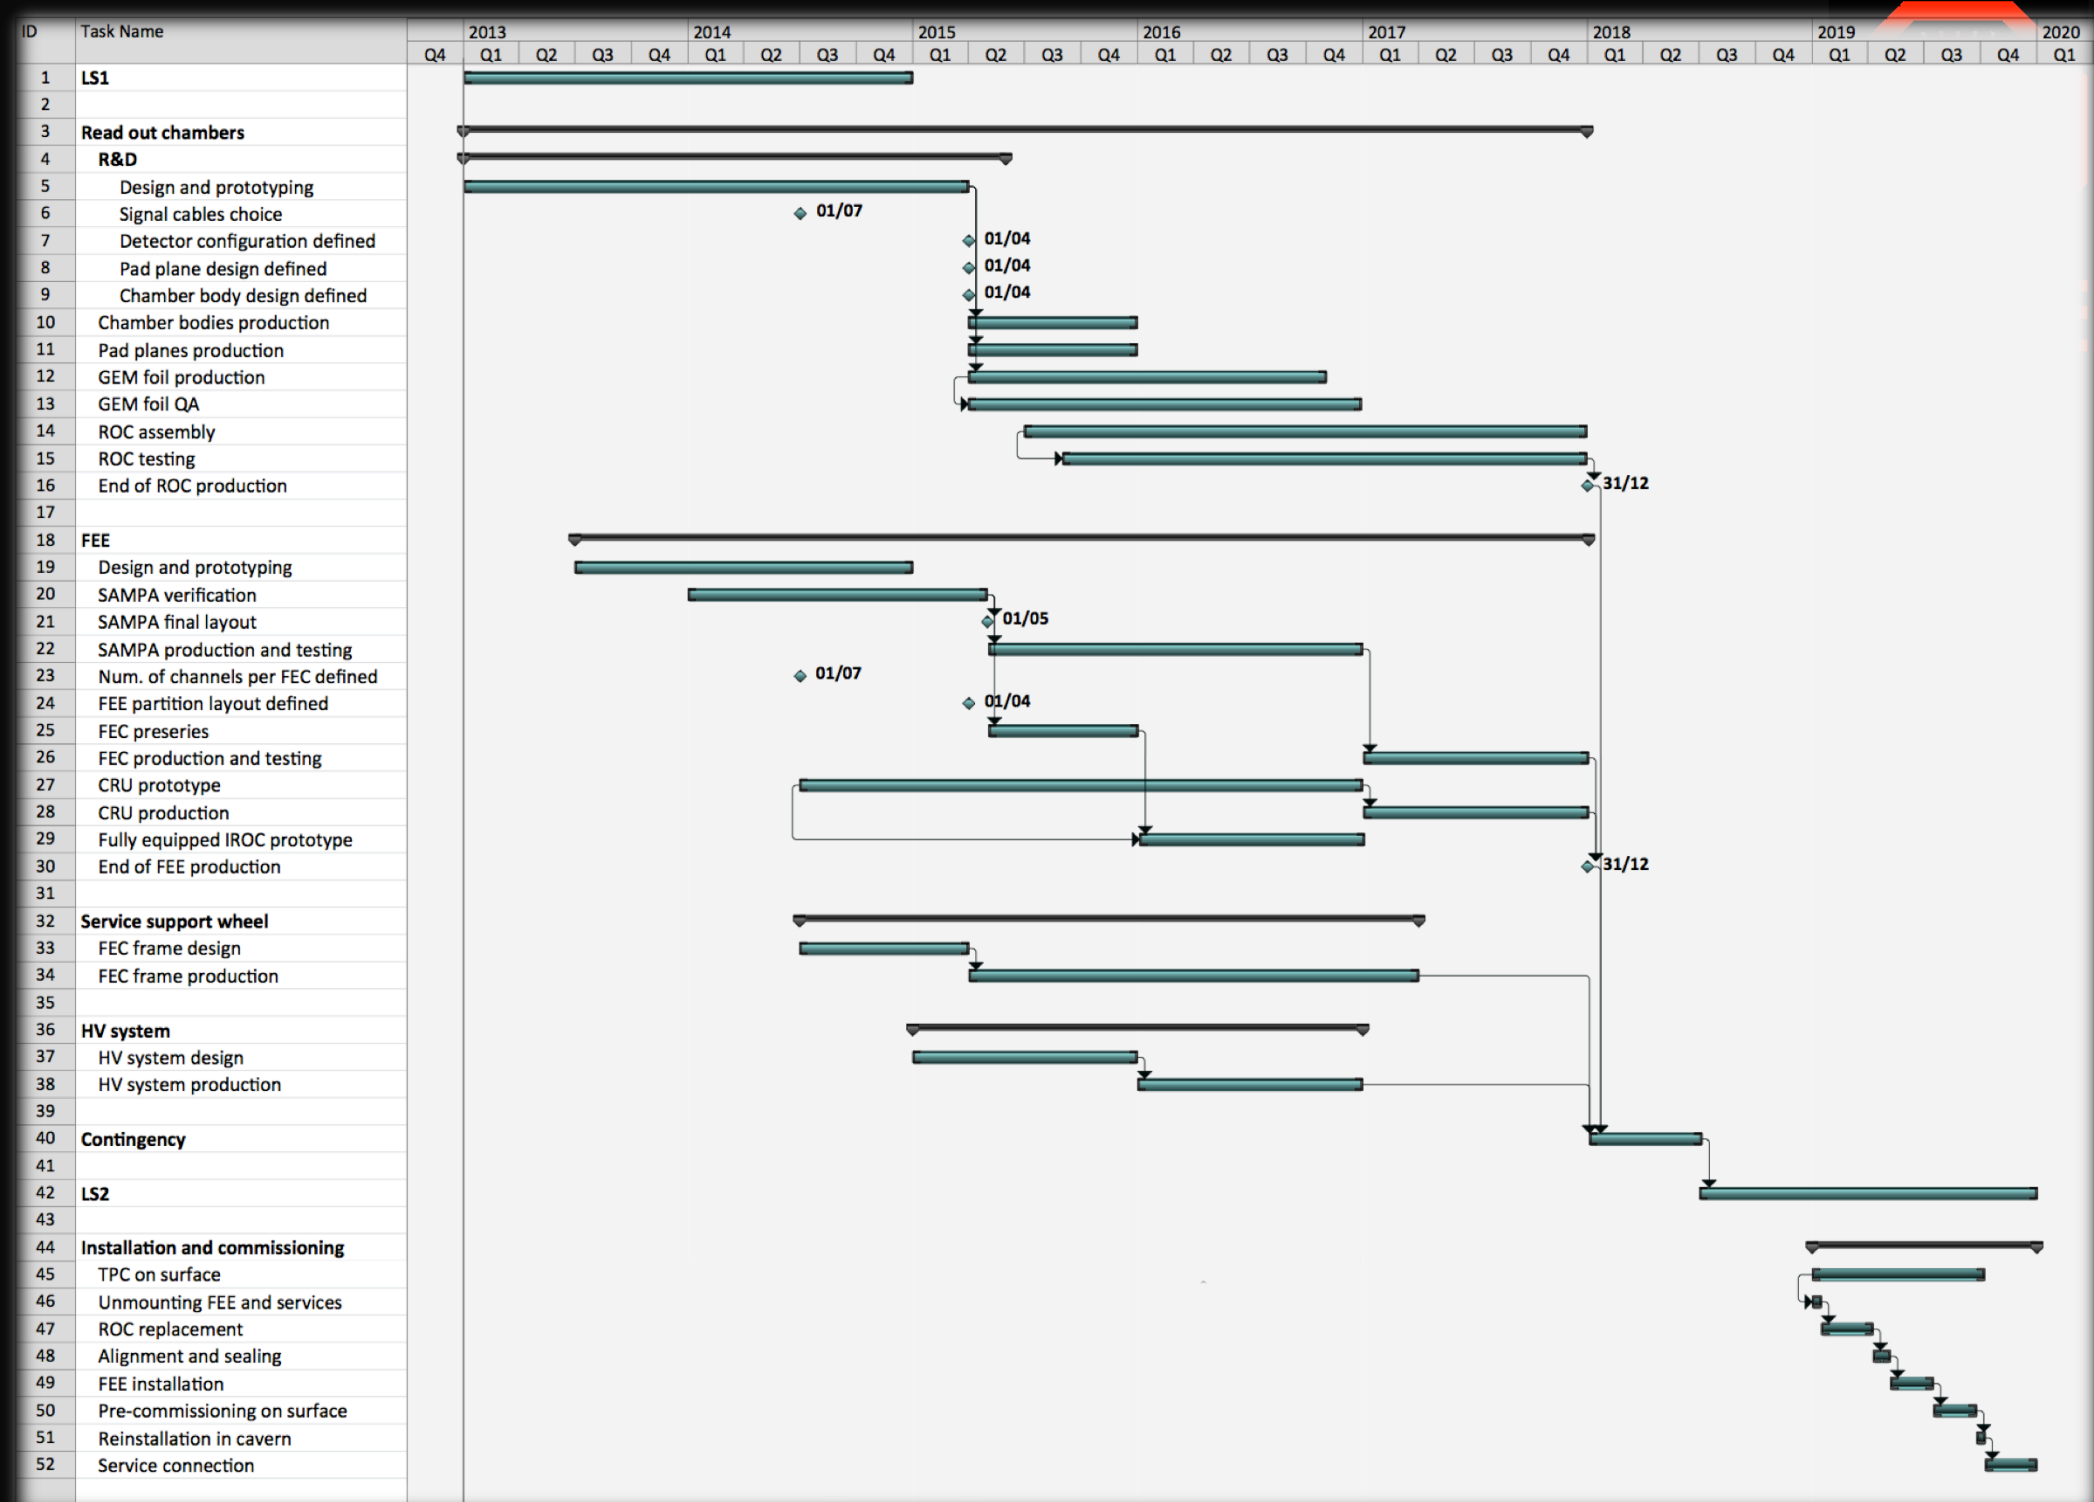 ID Task Name 2013 2014 2015 2016 2017 2018 2019 2020
Q4 Q1 Q2 Q3 Q4 Q1 Q2 Q3 Q4 Q1 Q2 Q3 Q4 Q1 Q2 Q3 Q4 Q1 Q2 Q3 Q4 Q1 Q2 Q3 Q4 Q1 Q2 Q3 Q4 Q1
1 LS1
2
3 Read out chambers
4 R&D
5 Design and prototyping
6 Signal cables choice 01/07
7 Detector configuration defined 01/04
8 Pad plane design defined 01/04
9 Chamber body design defined 01/04
10 Chamber bodies production
11 Pad planes production
12 GEM foil production
13 GEM foil QA
14 ROC assembly
15 ROC testing
16 End of ROC production 31/12
17
18 FEE
19 Design and prototyping
20 SAMPA verification
21 SAMPA final layout 01/05
22 SAMPA production and testing
23 Num. of channels per FEC defined 01/07
24 FEE partition layout defined 01/04
25 FEC preseries
26 FEC production and testing
27 CRU prototype
28 CRU production
29 Fully equipped IROC prototype
30 End of FEE production 31/12
31
32 Service support wheel
33 FEC frame design
34 FEC frame production
35
36 HV system
37 HV system design
38 HV system production
39
40 Contingency
41
42 LS2
43
44 Installation and commissioning
45 TPC on surface
46 Unmounting FEE and services
47 ROC replacement
48 Alignment and sealing
49 FEE installation
50 Pre-commissioning on surface
51 Reinstallation in cavern
52 Service connection